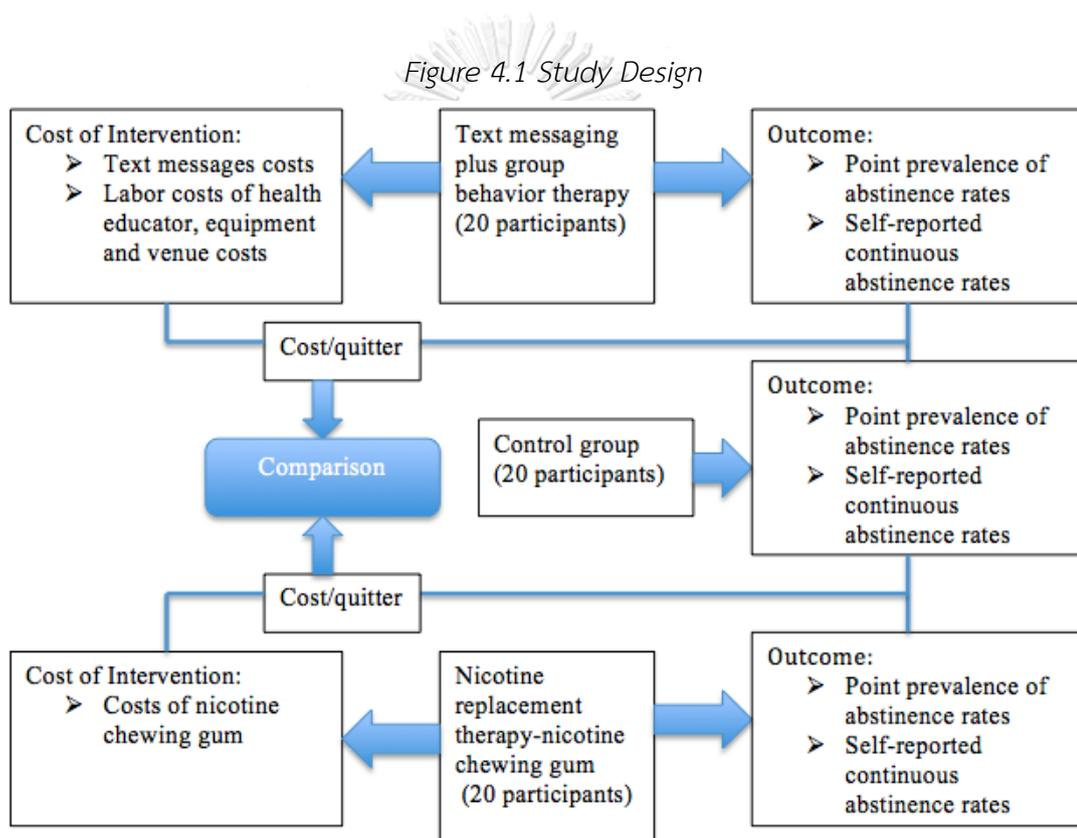 Figure 4.1 Study Design
Cost of Intervention:
➤ Text messages costs
➤ Labor costs of health
educator, equipment
and venue costs
Text messaging
plus group
behavior therapy
(20 participants)
Outcome:
➤ Point prevalence of
abstinence rates
➤ Self-reported
continuous
abstinence rates
Cost/quitter
Comparison
Control group
(20 participants)
Outcome:
➤ Point prevalence of
abstinence rates
➤ Self-reported
continuous
abstinence rates
Cost/quitter
Cost of Intervention:
➤ Costs of nicotine
chewing gum
Nicotine
replacement
therapy-nicotine
chewing gum
(20 participants)
Outcome:
➤ Point prevalence of
abstinence rates
➤ Self-reported
continuous
abstinence rates